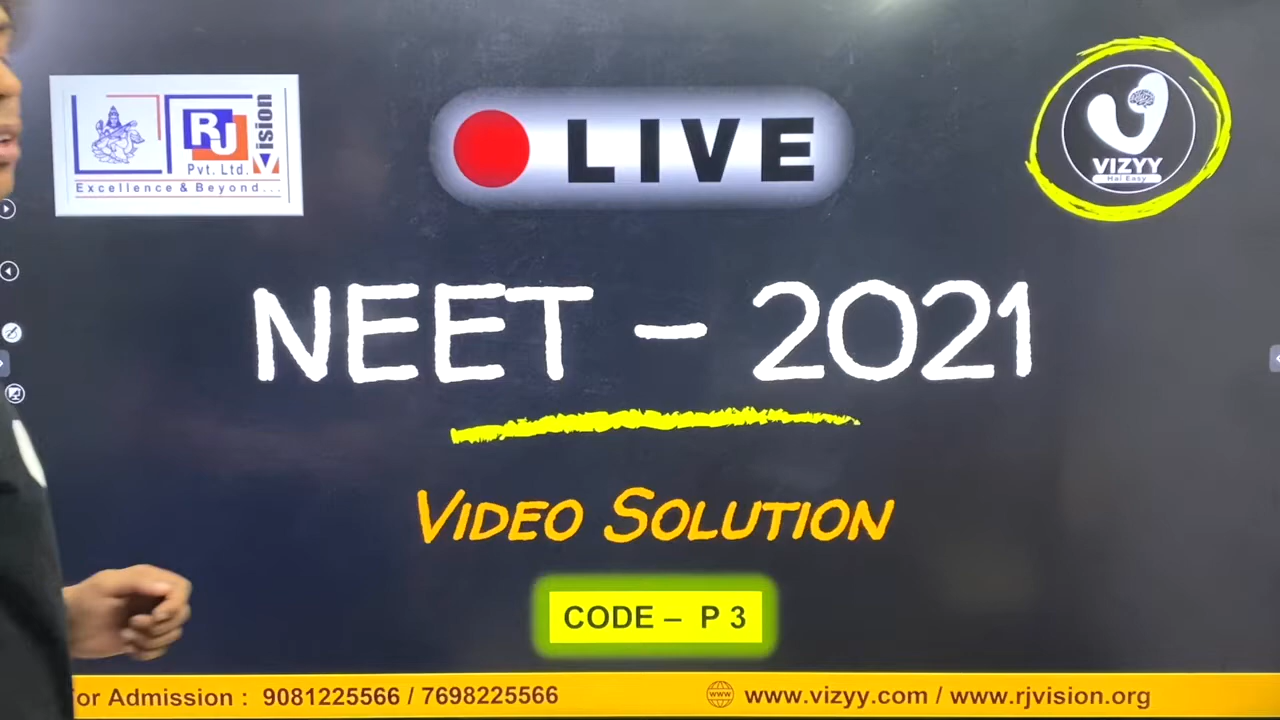 RJ
Vision
Pvt. Ltd.
Excellence & Beyond...
LIVE
VIZYY
Hai Easy
NEET - 2021
VIDEO SOLUTION
CODE – P 3
or Admission : 9081225566 / 7698225566
www
www.vizyy.com / www.rjvision.org